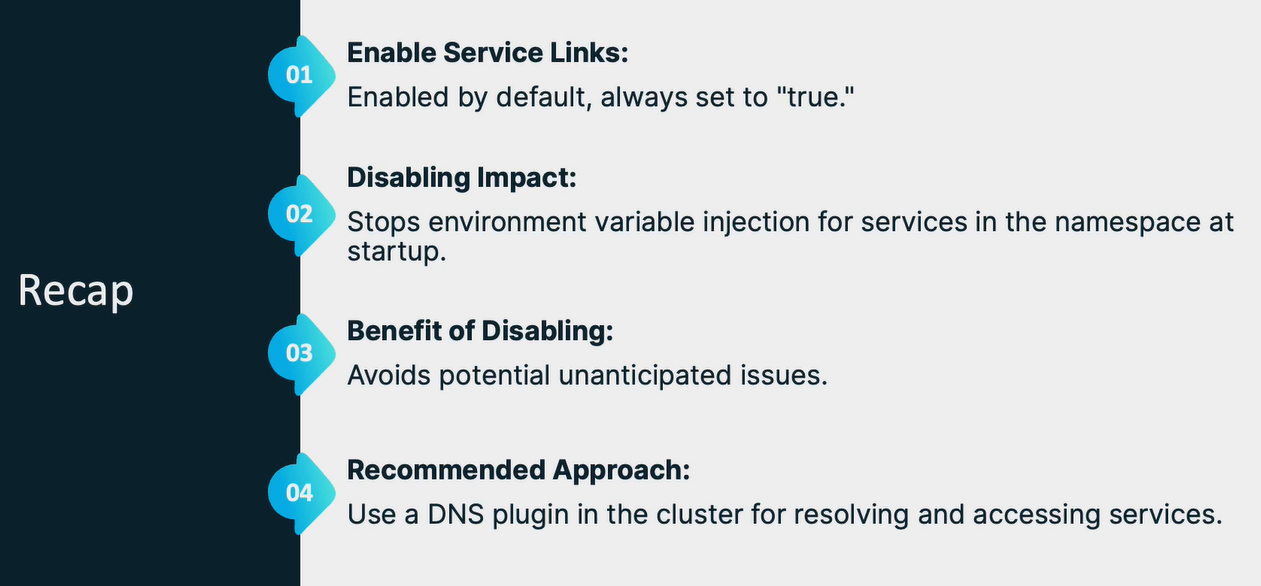 Recap
01
Enable Service Links:
Enabled by default, always set to "true."
02
Disabling Impact:
Stops environment variable injection for services in the namespace at
startup.
03
Benefit of Disabling:
Avoids potential unanticipated issues.
04
Recommended Approach:
Use a DNS plugin in the cluster for resolving and accessing services.